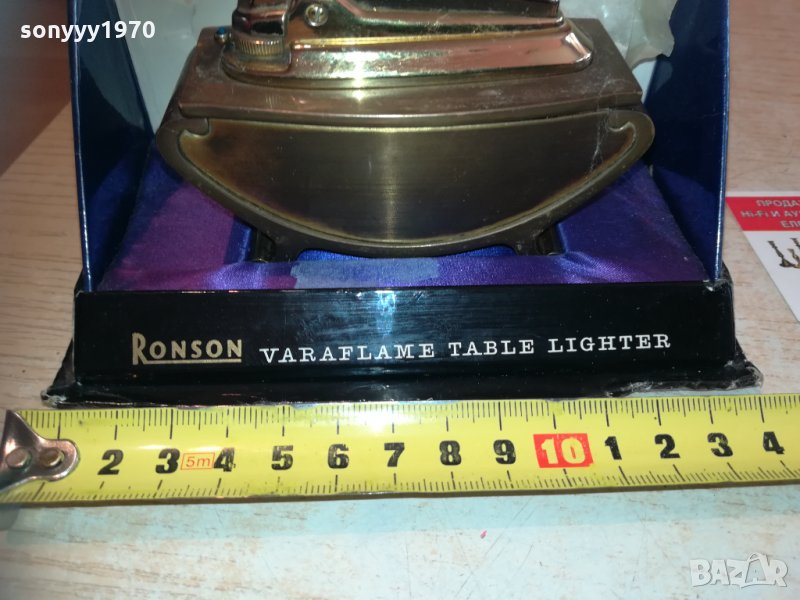 sonyyy1970
ПРОДА
Hi-Fi И АУ
ЕЛ
RONSON VARAFLAME TABLE LIGHTER
2 3 5m 4 5 6 7 8 9 10 1 2 3 4
BAZAR